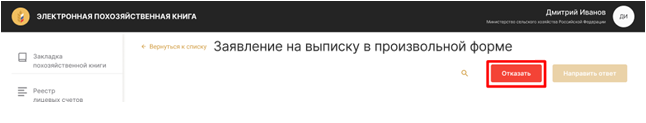 ЭЛЕКТРОННАЯ ПОХОЗЯЙСТВЕННАЯ КНИГА
Дмитрий Иванов
Министерство сельского хозяйства Российской Федерации
ДИ
Закладка
похозяйственной книги
Реестр
лицевых счетов
← Вернуться к списку
Заявление на выписку в произвольной форме
Отказать
Направить ответ